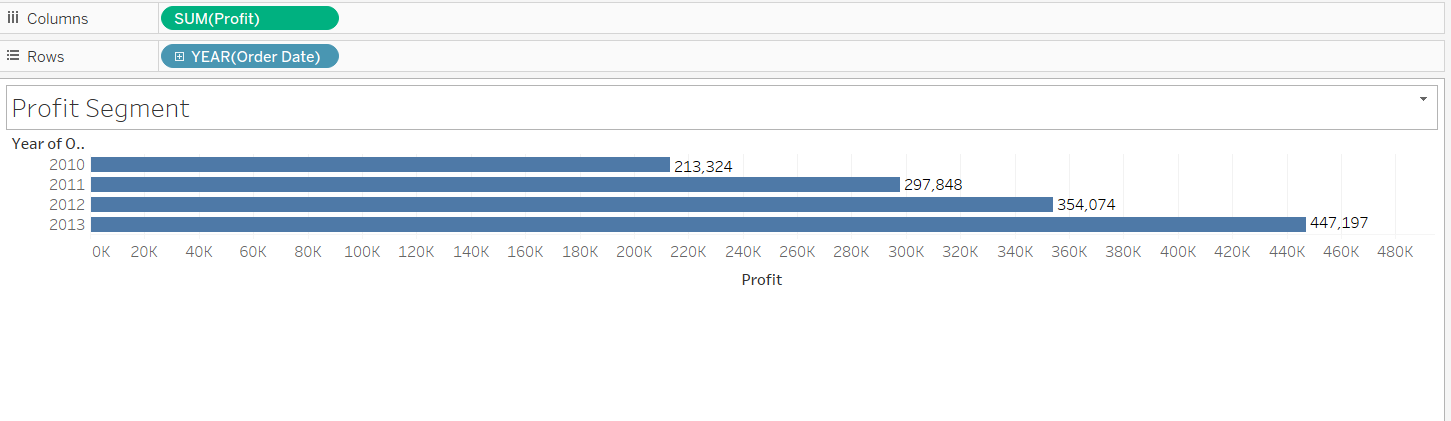 Columns SUM(Profit)
Rows YEAR(Order Date)
Profit Segment
Year of O..
2010 213,324
2011 297,848
2012 354,074
2013 447,197
0K 20K 40K 60K 80K 100K 120K 140K 160K 180K 200K 220K 240K 260K 280K 300K 320K 340K 360K 380K 400K 420K 440K 460K 480K
Profit